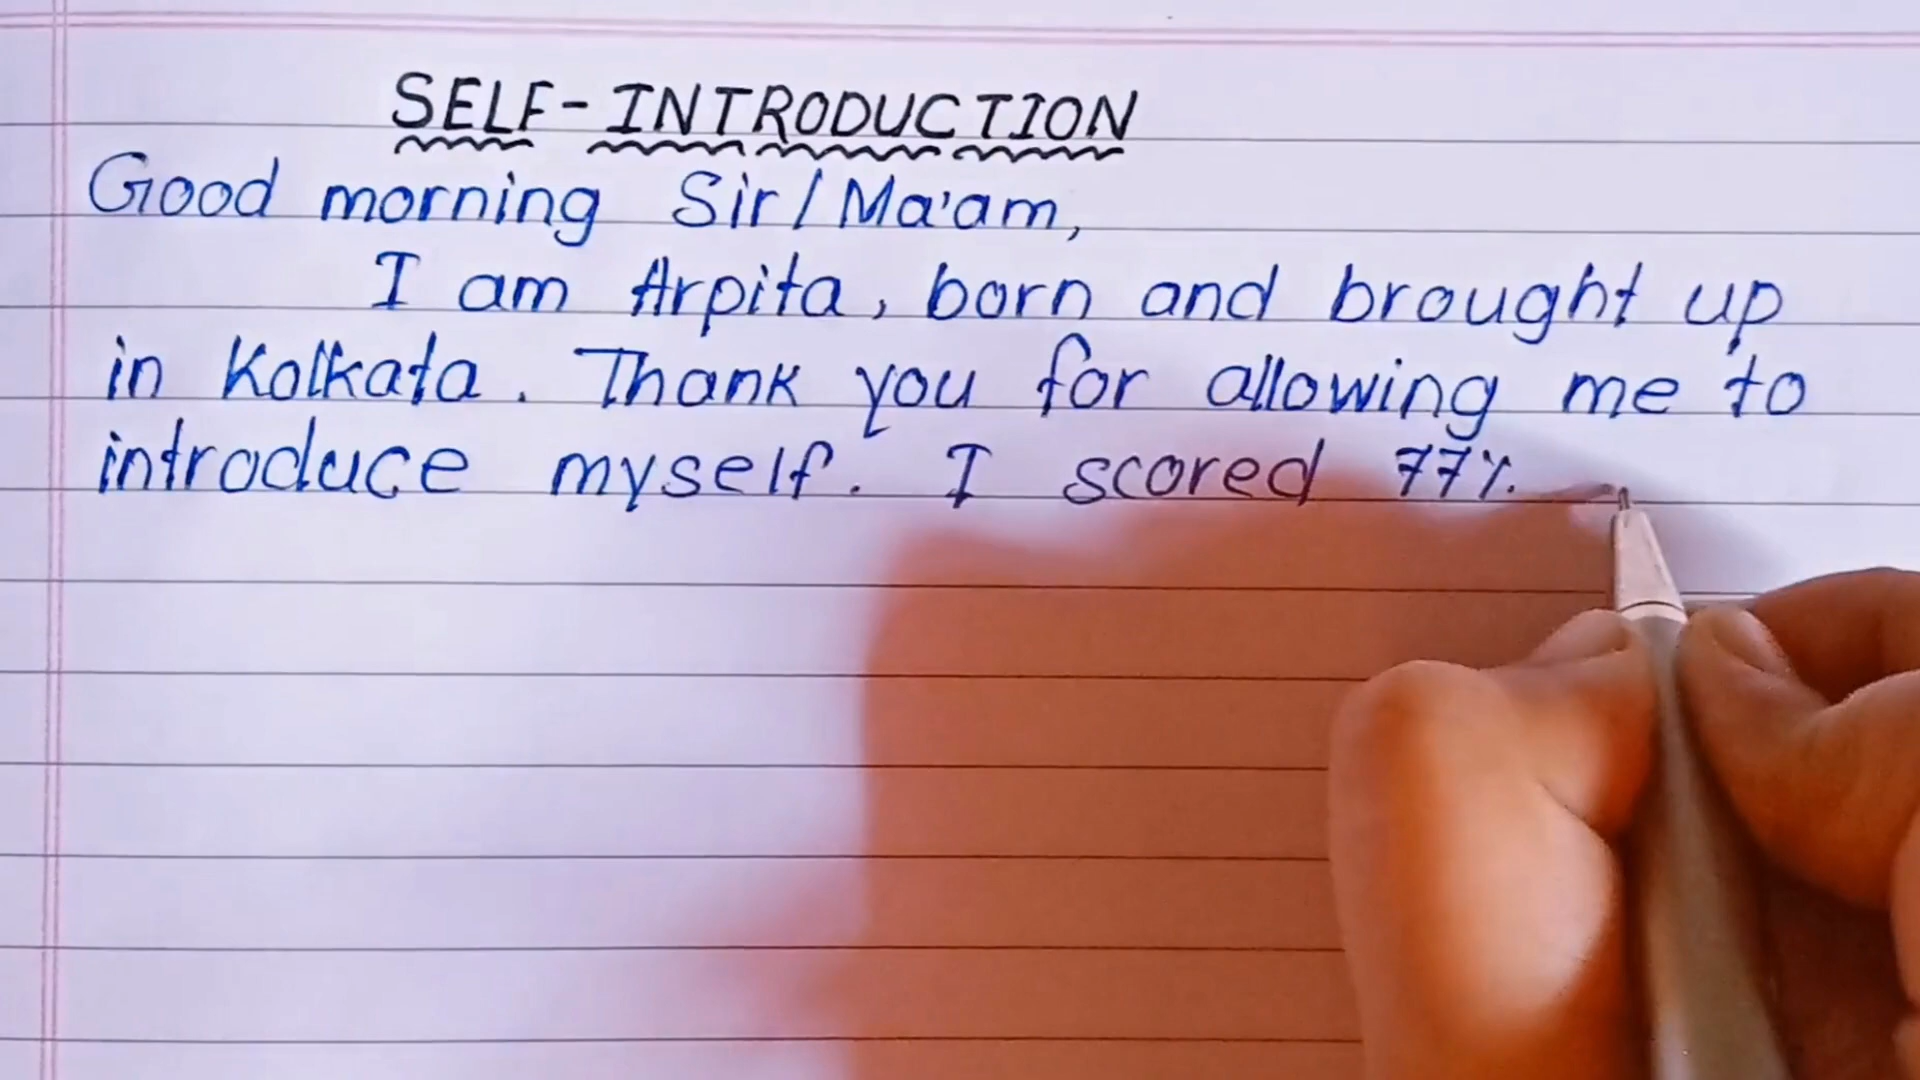 SELF-INTRODUCTION
Good morning Sir/Ma'am,
I am Arpita, born and brought up
in Kolkata. Thank you for allowing me to
introduce myself. I scored 77%